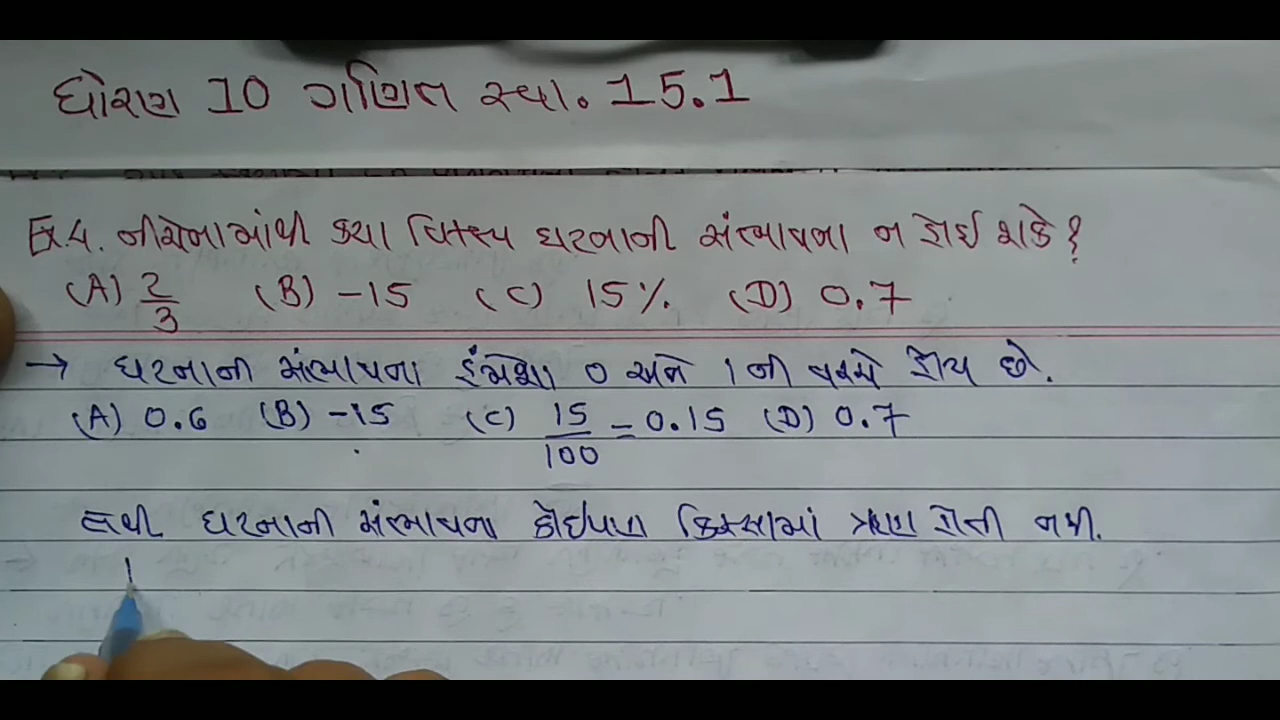 ધોરણ 10 ગણિત સ્વા. 15.1
Ex.4. નીચેનામાંથી ક્યા વિકલ્પ ઘટનાની સંભાવના ન હોઈ શકે?
(A) 2/3 (B) -15 (C) 15% (D) 0.7
→ ઘટનાની સંભાવના હંમેશા 0 અને 1 ની વચ્ચે હોય છે.
(A) 0.6 (B) -15 (C) 15/100 = 0.15 (D) 0.7
ઘટનાની સંભાવના કોઈપણ કિસ્સામાં ઋણ હોતી નથી.